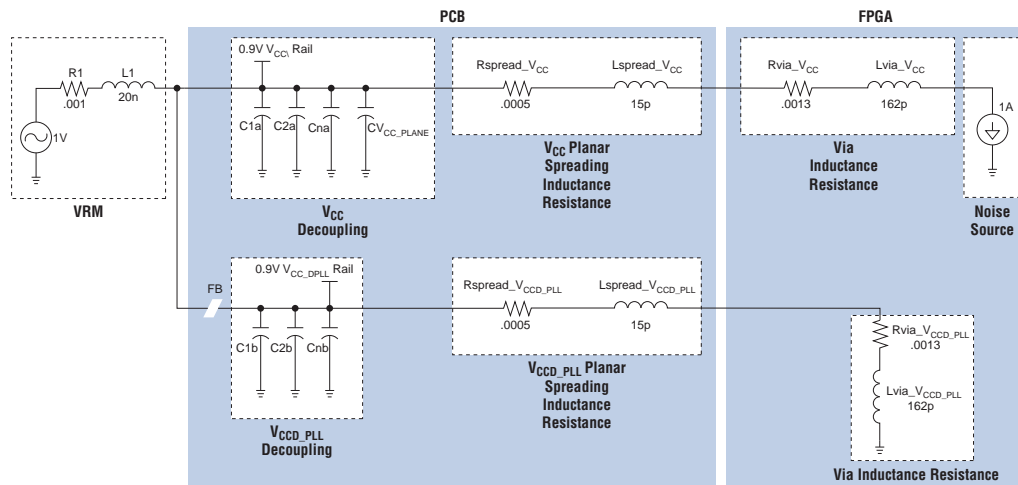 PCB
FPGA
R1
.001
L1
20n
1V
VRM
0.9V VCC\ Rail
C1a
C2a
Cna
CVCC_PLANE
VCC
Decoupling
Rspread_VCC
.0005
Lspread_VCC
15p
VCC Planar
Spreading
Inductance
Resistance
Rvia_VCC
.0013
Lvia_VCC
162p
Via
Inductance
Resistance
1A
Noise
Source
FB
0.9V VCC_DPLL Rail
C1b
C2b
Cnb
VCCD_PLL
Decoupling
Rspread_VCCD_PLL
.0005
Lspread_VCCD_PLL
15p
VCCD_PLL Planar
Spreading
Inductance
Resistance
Rvia_VCCD_PLL
.0013
Lvia_VCCD_PLL
162p
Via Inductance Resistance